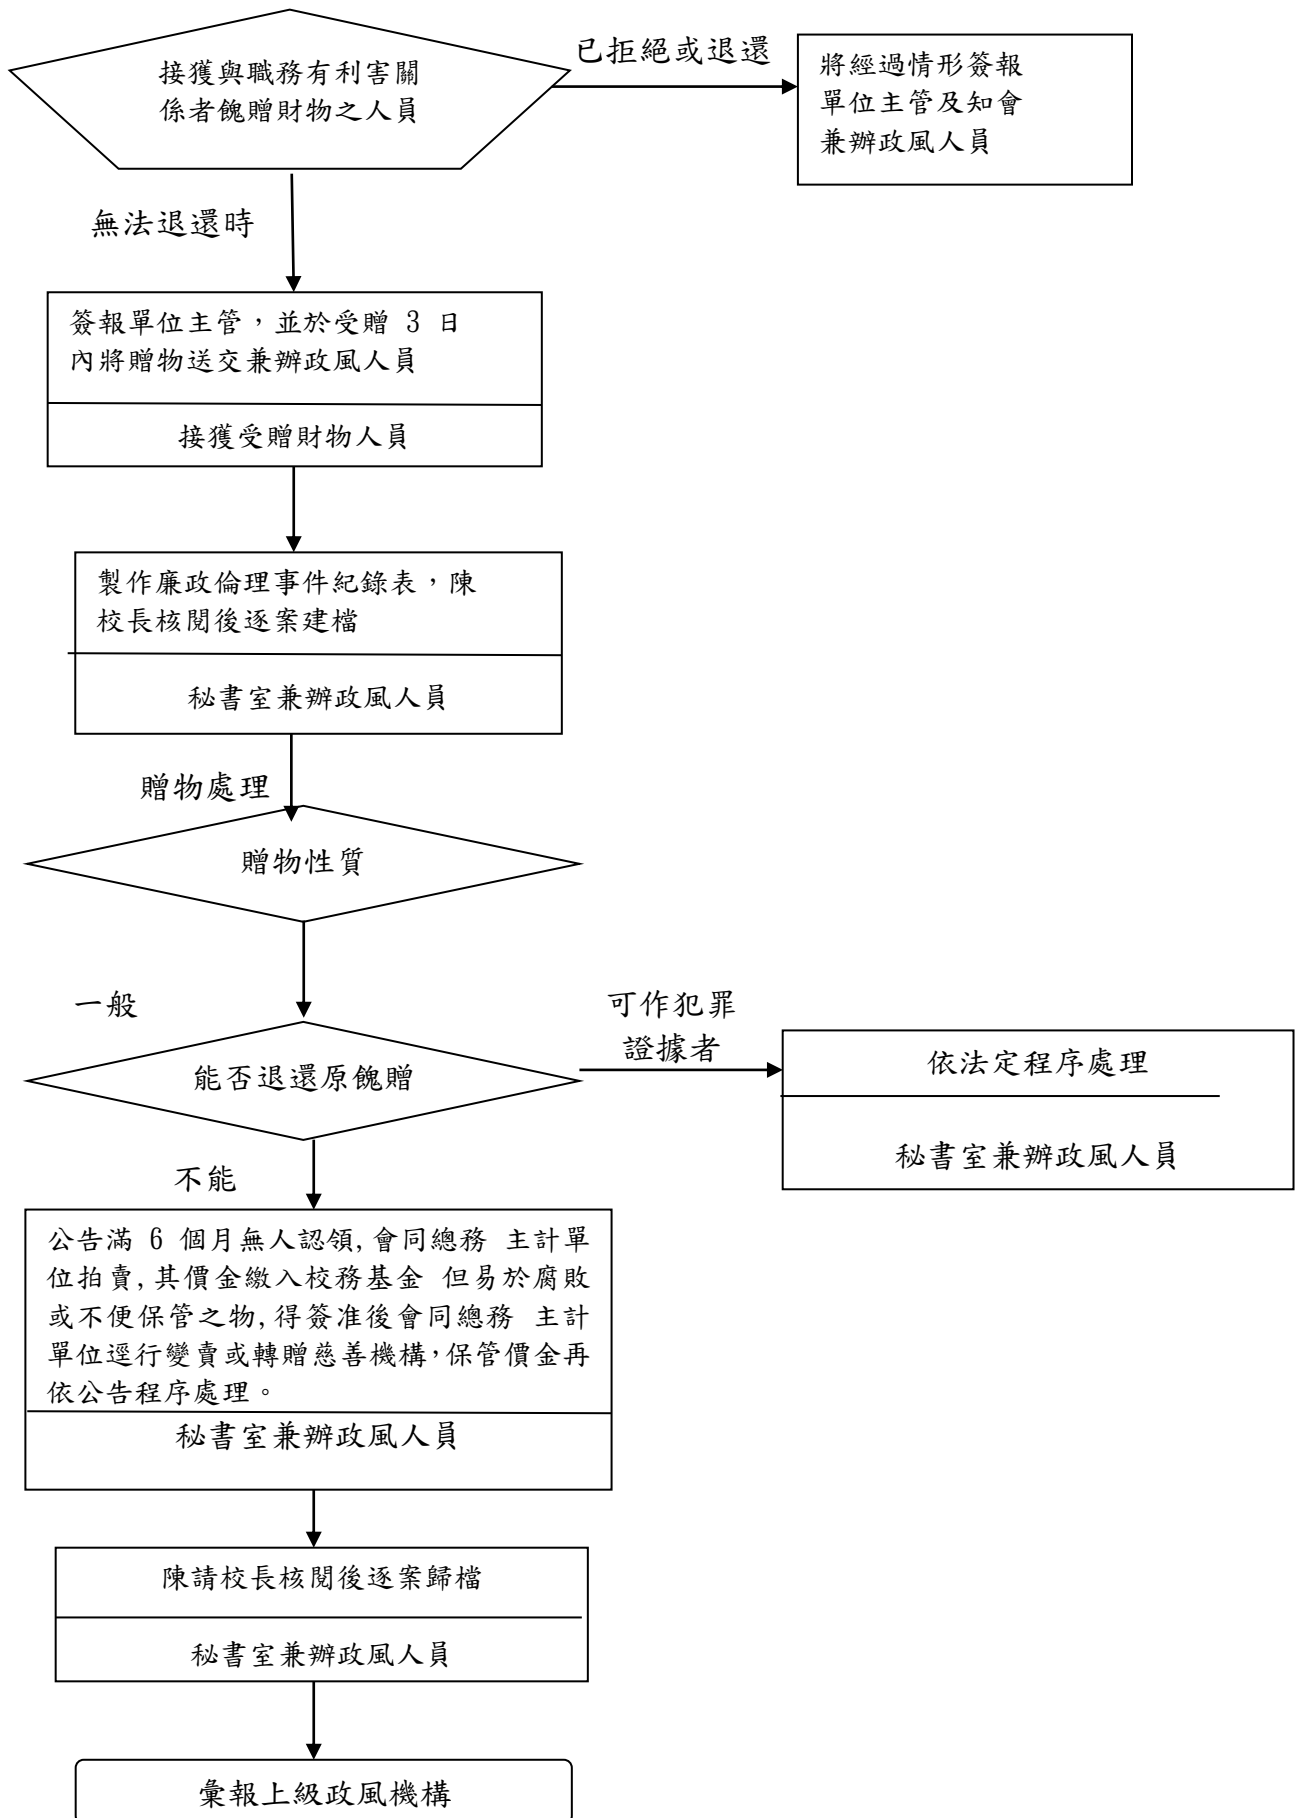 接獲與職務有利害關
係者餽贈財物之人員
已拒絕或退還
將經過情形簽報
單位主管及知會
兼辦政風人員
無法退還時
簽報單位主管，並於受贈 3 日
內將贈物送交兼辦政風人員
接獲受贈財物人員
製作廉政倫理事件紀錄表，陳
校長核閱後逐案建檔
秘書室兼辦政風人員
贈物處理
贈物性質
一般
可作犯罪
證據者
能否退還原餽贈
依法定程序處理
秘書室兼辦政風人員
不能
公告滿 6 個月無人認領,會同總務 主計單
位拍賣,其價金繳入校務基金 但易於腐敗
或不便保管之物,得簽准後會同總務 主計
單位逕行變賣或轉贈慈善機構,保管價金再
依公告程序處理。
秘書室兼辦政風人員
陳請校長核閱後逐案歸檔
秘書室兼辦政風人員
彙報上級政風機構